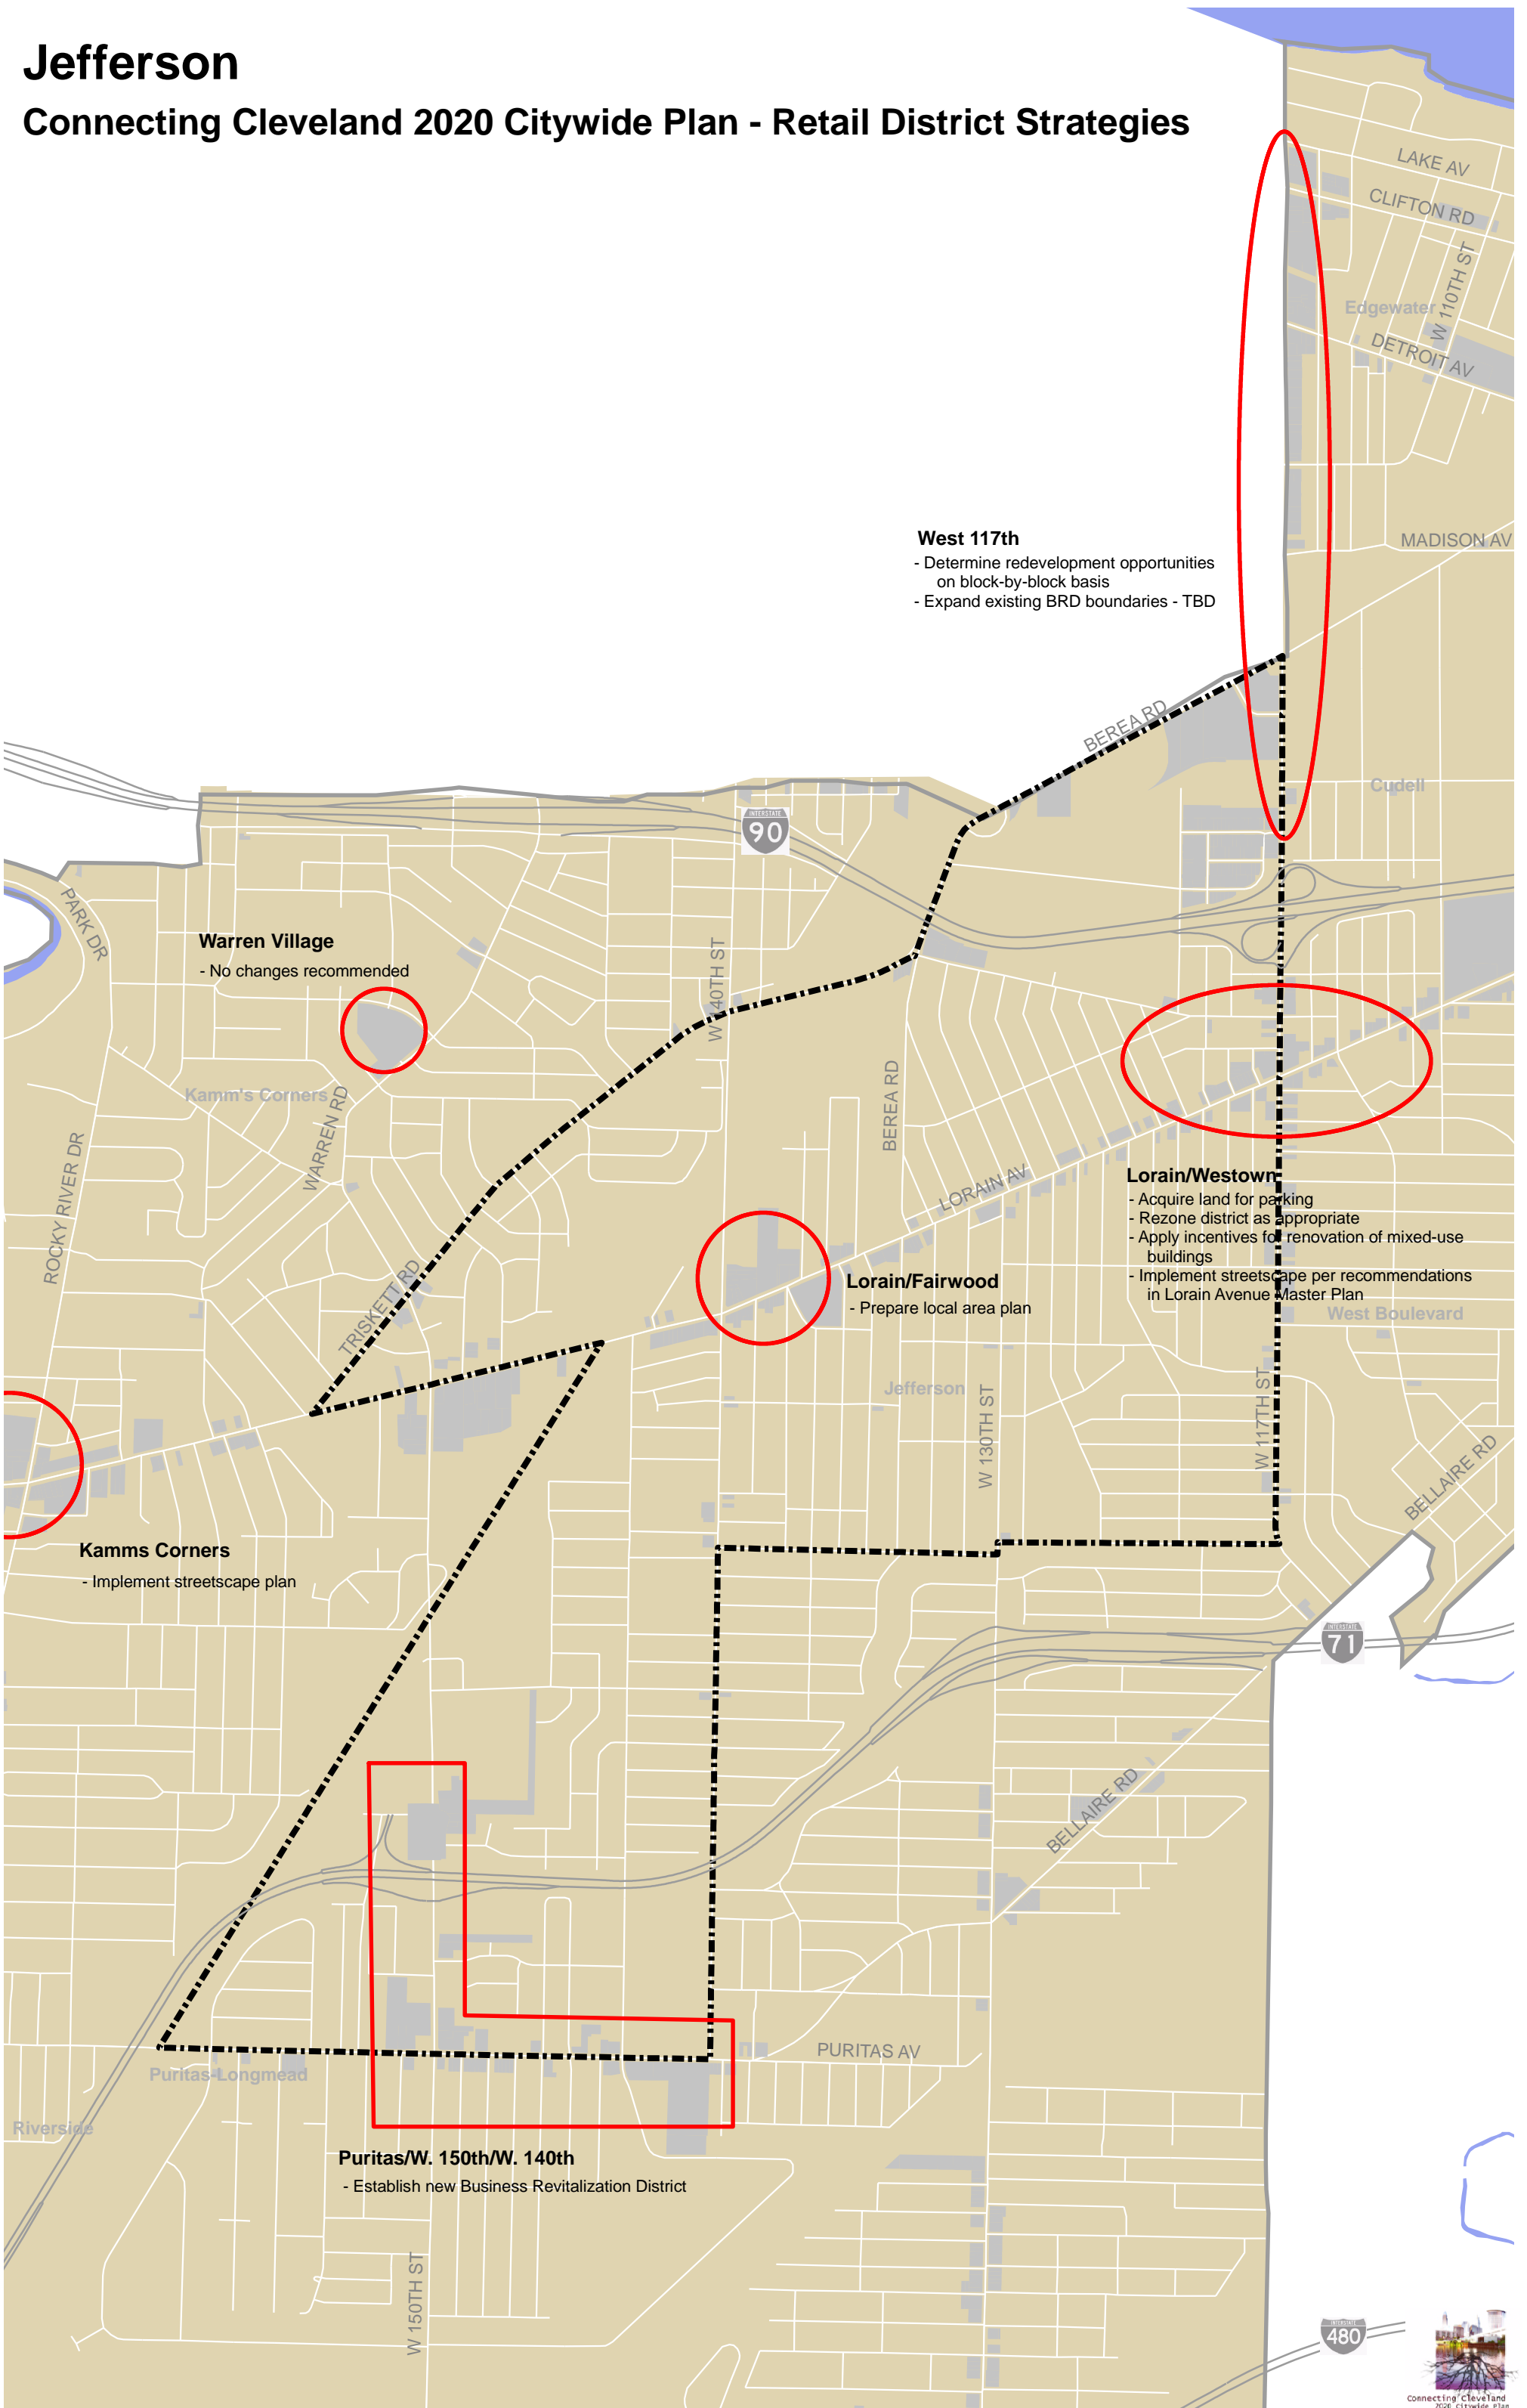 Jefferson
Connecting Cleveland 2020 Citywide Plan - Retail District Strategies
LAKE AV
CLIFTON RD
W 110TH ST
Edgewater
DETROIT AV
West 117th
- Determine redevelopment opportunities
on block-by-block basis
- Expand existing BRD boundaries - TBD
MADISON AV
BEREA RD
Cudell
INTERSTATE
90
PARK DR
Warren Village
- No changes recommended
W 140TH ST
Kamm's Corners
WARREN RD
BEREA RD
ROCKY RIVER DR
LORAIN AV
Lorain/Westown
- Acquire land for parking
- Rezone district as appropriate
- Apply incentives for renovation of mixed-use
buildings
- Implement streetscape per recommendations
in Lorain Avenue Master Plan
TRISKETT RD
Lorain/Fairwood
- Prepare local area plan
West Boulevard
Jefferson
W 130TH ST
W 117TH ST
BELLAIRE RD
Kamms Corners
- Implement streetscape plan
INTERSTATE
71
BELLAIRE RD
PURITAS AV
Puritas-Longmead
Riverside
Puritas/W. 150th/W. 140th
- Establish new Business Revitalization District
W 150TH ST
INTERSTATE
480
Connecting Cleveland
2020 Citywide Plan